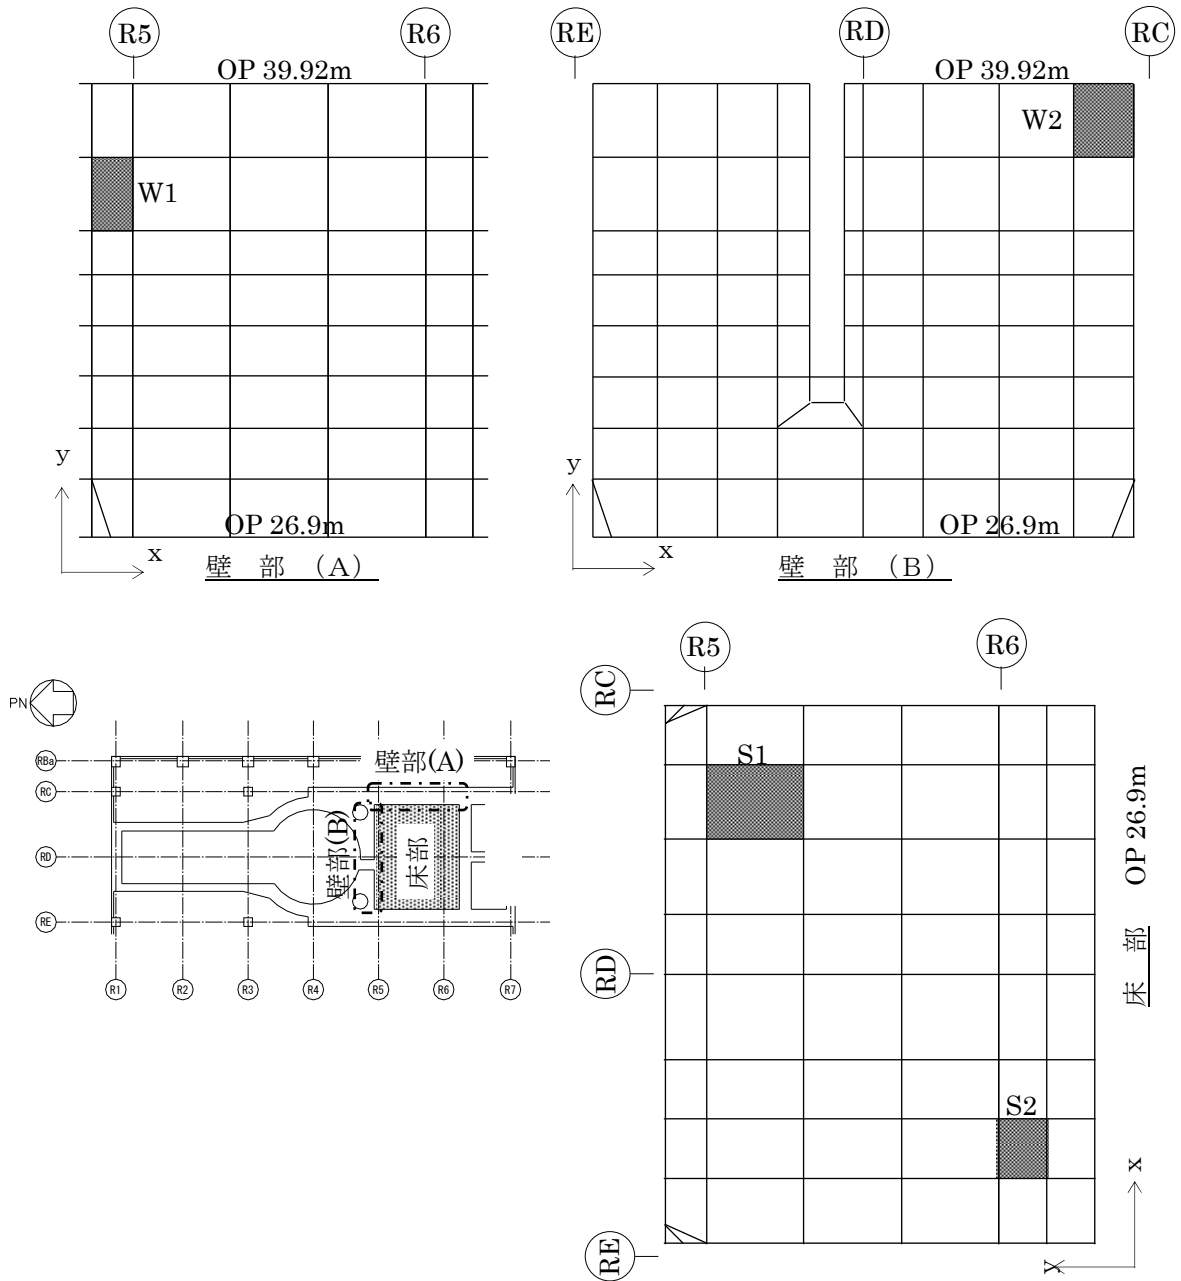 R5
R6
OP 39.92m
W1
OP 26.9m
y
x
壁 部 (A)
RE
RD
RC
OP 39.92m
W2
OP 26.9m
y
x
壁 部 (B)
PN
RBa
RC
RD
RE
壁部(A)
壁部(B)
床部
R1
R2
R3
R4
R5
R6
R7
R5
R6
RC
RD
RE
S1
S2
床 部 OP 26.9m
x
y